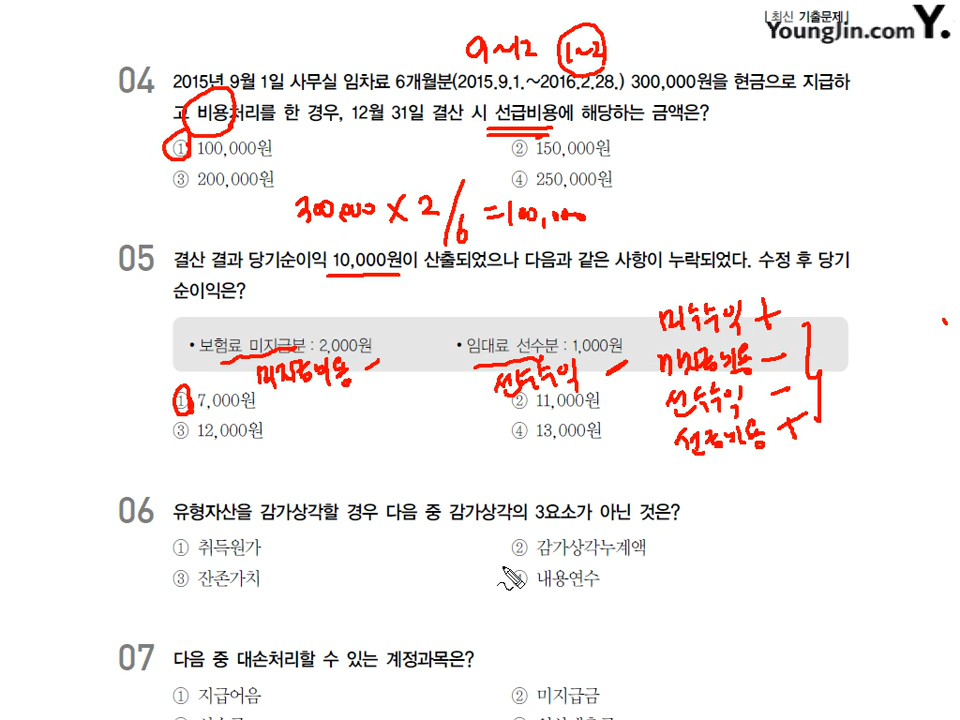 | 최신 기출문제 |
YoungJin.com Y.
9~12 1~2
04 2015년 9월 1일 사무실 임차료 6개월분(2015.9.1.~2016.2.28.) 300,000원을 현금으로 지급하
고 비용처리를 한 경우, 12월 31일 결산 시 선급비용에 해당하는 금액은?
① 100,000원 ② 150,000원
③ 200,000원 ④ 250,000원
300,000 × 2/6 = 100,000
05 결산 결과 당기순이익 10,000원이 산출되었으나 다음과 같은 사항이 누락되었다. 수정 후 당기
순이익은?
미수수익 +
• 보험료 미지급분 : 2,000원 • 임대료 선수분 : 1,000원
미지급비용 - 선수수익 - 미지급비용 -
① 7,000원 ② 11,000원 선수수익 -
③ 12,000원 ④ 13,000원 선급비용 +
06 유형자산을 감가상각할 경우 다음 중 감가상각의 3요소가 아닌 것은?
① 취득원가 ② 감가상각누계액
③ 잔존가치 ④ 내용연수
07 다음 중 대손처리할 수 있는 계정과목은?
① 지급어음 ② 미지급금